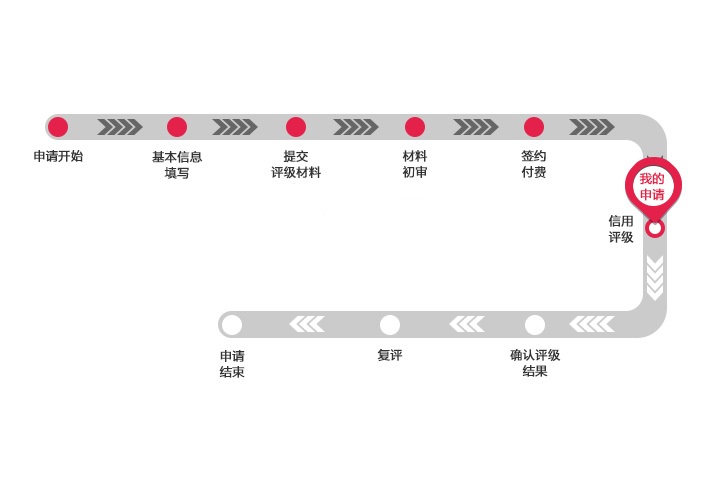 申请开始
基本信息
填写
提交
评级材料
材料
初审
签约
付费
我的
申请
信用
评级
确认评级
结果
复评
申请
结束